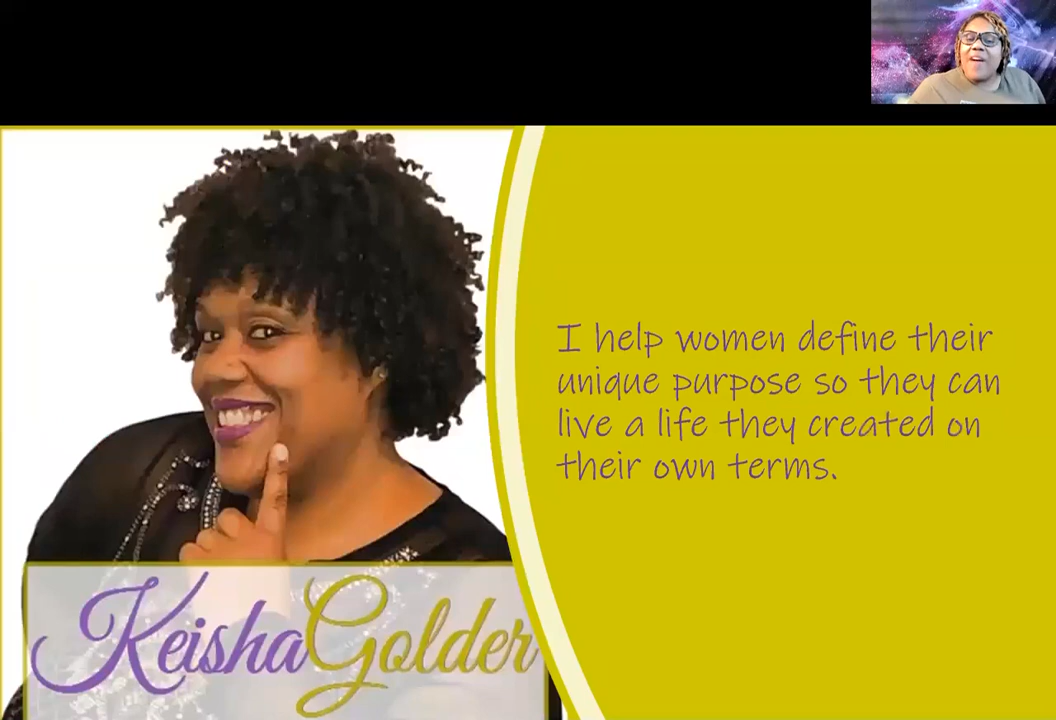 I help women define their
unique purpose so they can
live a life they created on
their own terms.
KeishaGolder